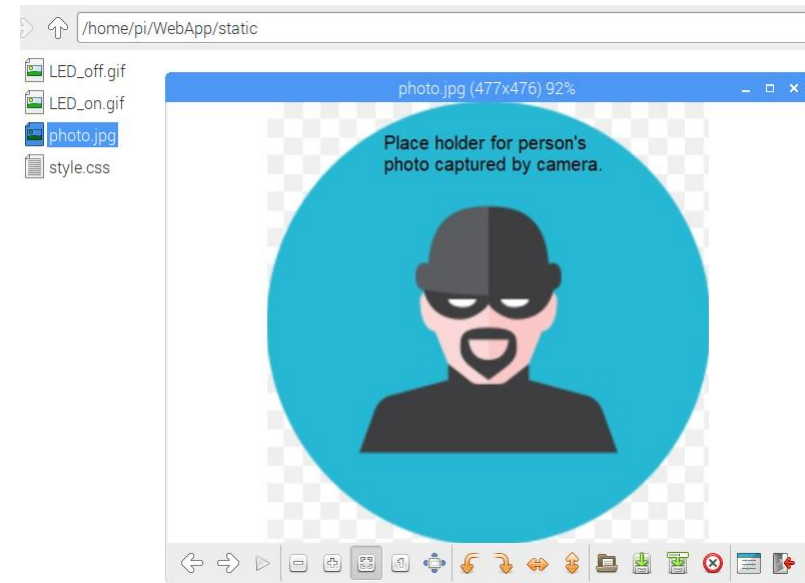 /home/pi/WebApp/static
LED_off.gif
LED_on.gif
photo.jpg
style.css
photo.jpg (477x476) 92%
Place holder for person's
photo captured by camera.
1